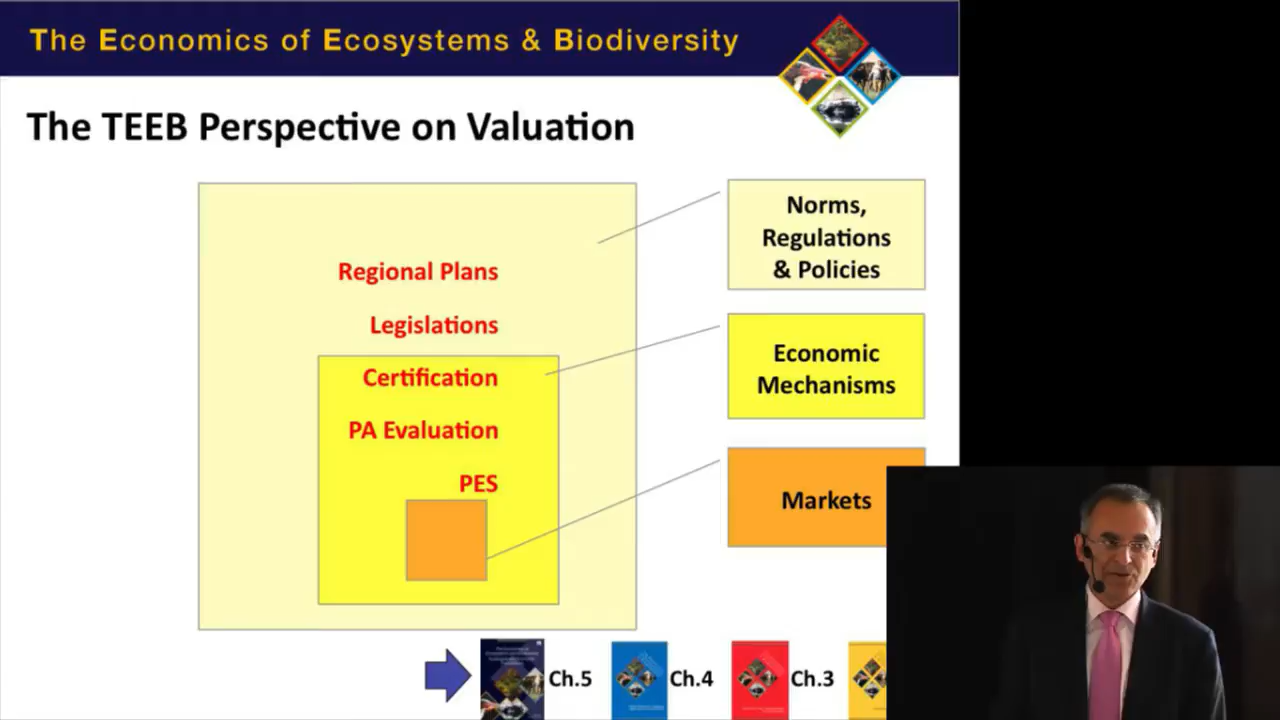 The Economics of Ecosystems & Biodiversity
The TEEB Perspective on Valuation
Regional Plans
Legislations
Certification
PA Evaluation
PES
Norms,
Regulations
& Policies
Economic
Mechanisms
Markets
Ch.5
Ch.4
Ch.3